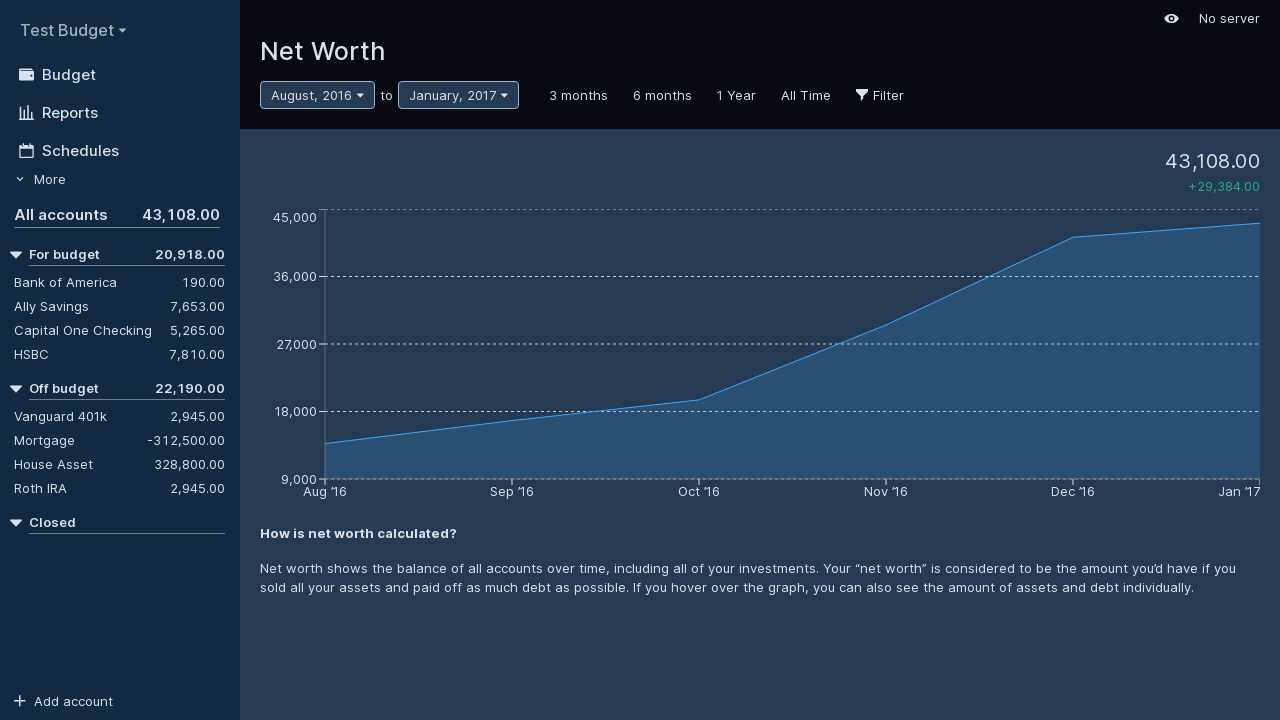 Test Budget
Budget
Reports
Schedules
More
All accounts 43,108.00
For budget 20,918.00
Bank of America 190.00
Ally Savings 7,653.00
Capital One Checking 5,265.00
HSBC 7,810.00
Off budget 22,190.00
Vanguard 401k 2,945.00
Mortgage -312,500.00
House Asset 328,800.00
Roth IRA 2,945.00
Closed
Add account
No server
Net Worth
August, 2016 to January, 2017 3 months 6 months 1 Year All Time Filter
43,108.00
+29,384.00
45,000
36,000
27,000
18,000
9,000
Aug ‘16 Sep ‘16 Oct ‘16 Nov ‘16 Dec ‘16 Jan ‘17
How is net worth calculated?
Net worth shows the balance of all accounts over time, including all of your investments. Your “net worth” is considered to be the amount you’d have if you
sold all your assets and paid off as much debt as possible. If you hover over the graph, you can also see the amount of assets and debt individually.